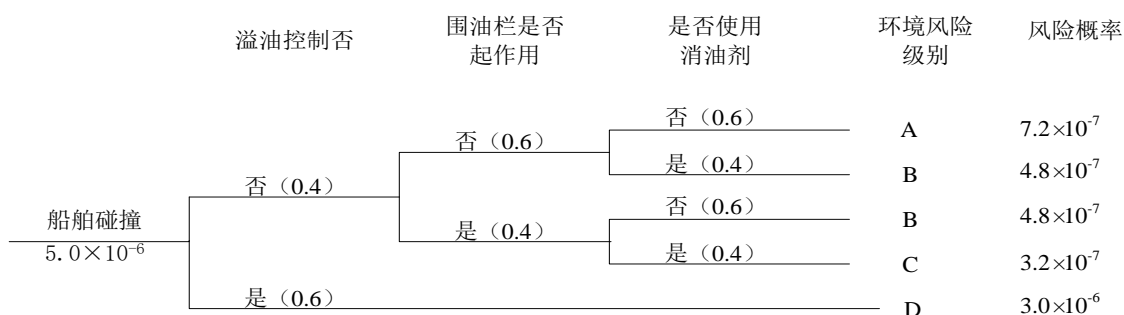 溢油控制否
围油栏是否
起作用
是否使用
消油剂
环境风险
级别
风险概率
否（0.6）
A
7.2×10-7
否（0.6）
是（0.4）
B
4.8×10-7
否（0.4）
否（0.6）
B
4.8×10-7
船舶碰撞
5.0×10-6
是（0.4）
是（0.4）
C
3.2×10-7
是（0.6）
D
3.0×10-6